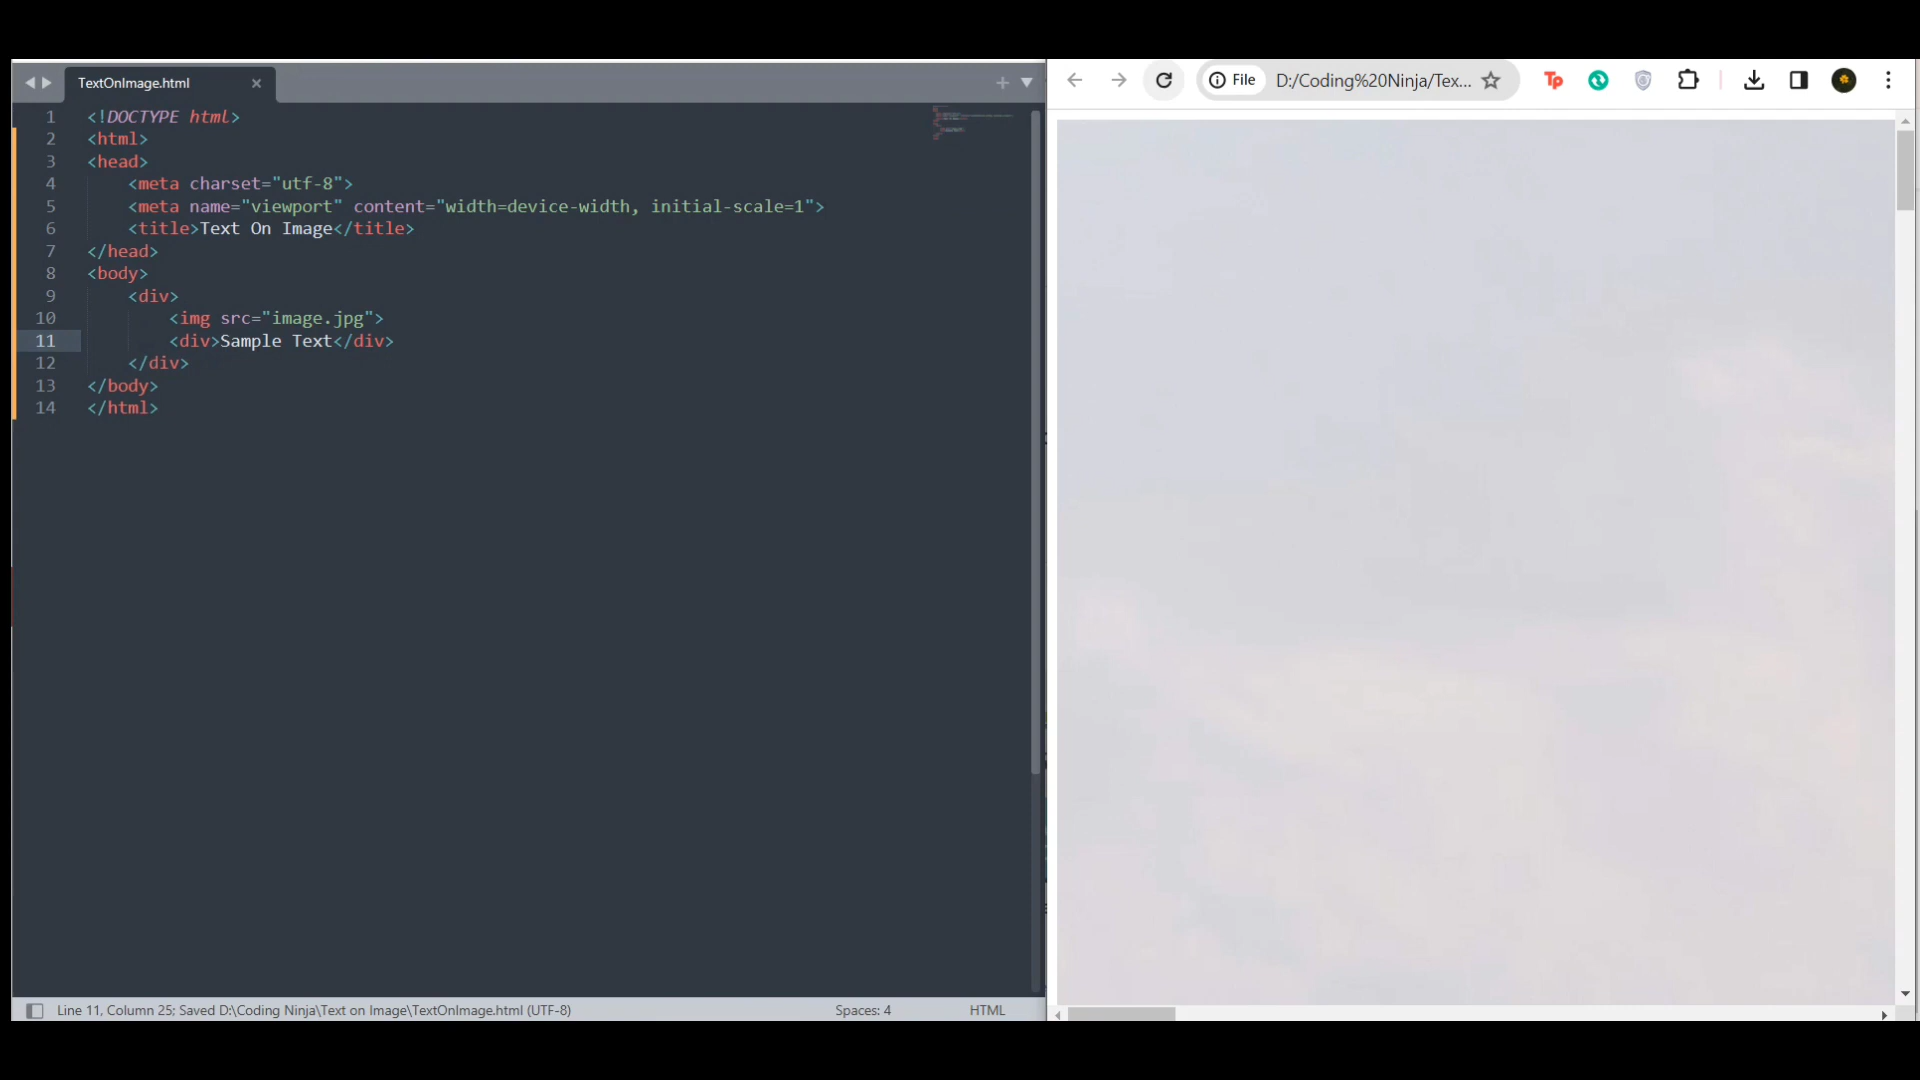 TextOnImage.html
1 <!DOCTYPE html>
2 <html>
3 <head>
4 <meta charset="utf-8">
5 <meta name="viewport" content="width=device-width, initial-scale=1">
6 <title>Text On Image</title>
7 </head>
8 <body>
9 <div>
10 <img src="image.jpg">
11 <div>Sample Text</div>
12 </div>
13 </body>
14 </html>
Line 11, Column 25; Saved D:\Coding Ninja\Text on Image\TextOnImage.html (UTF-8)
Spaces: 4
HTML
File
D:/Coding%20Ninja/Tex...
Tp